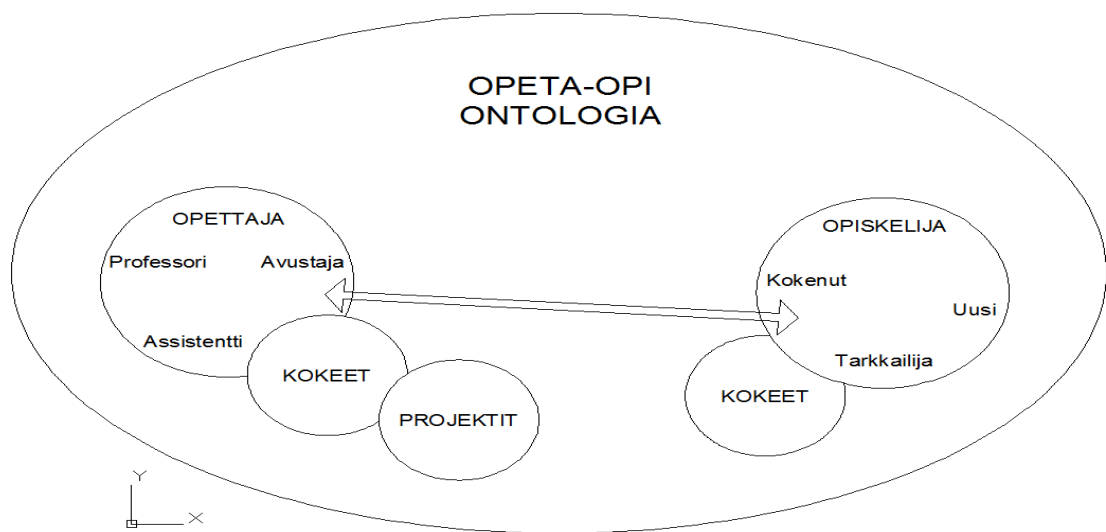 OPETA-OPI
ONTOLOGIA
OPETTAJA
Professori
Avustaja
Assistentti
KOKEET
PROJEKTIT
OPISKELIJA
Kokenut
Uusi
Tarkkailija
KOKEET
Y
X